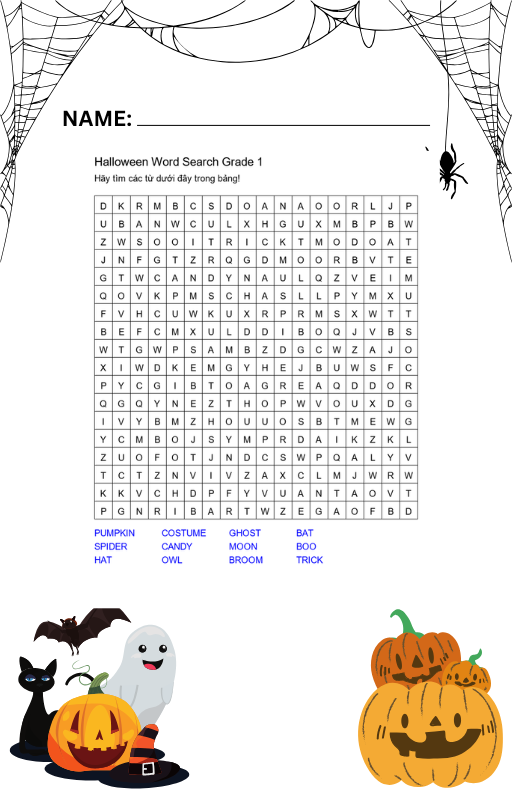 NAME:
Halloween Word Search Grade 1
Hãy tìm các từ dưới đây trong bảng!
D K R M B C S D O A N A O O R L J P
U B A N W C U L X H G U X M B P B W
Z W S O O I T R I C K T M O D O A T
J N F G T Z R Q G D M O O R B V T E
G T W C A N D Y N A U L Q Z V E I M
Q O V K P M S C H A S L L P Y M X U
F V H C U W K U X R P R M S X W T T
B E F C M X U L D D I B O Q J V B S
W T G W P S A M B Z D G C W Z A J O
X I W D K E M G Y H E J B U W S F C
P Y C G I B T O A G R E A Q D D O R
Q G Q Y N E Z T H O P W V O U X D G
I V Y B M Z H O U U O S B T M E W G
Y C M B O J S Y M P R D A I K Z K L
Z U O F O T J N D C S W P Q A L Y V
T C T Z N V I V Z A X C L M J W R W
K K V C H D P F Y V U A N T A O V T
P G N R I B A R T W Z E G A O F B D
PUMPKIN COSTUME GHOST BAT
SPIDER CANDY MOON BOO
HAT OWL BROOM TRICK